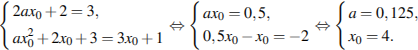 { 2ax₀ + 2 = 3, ⇔ { ax₀ = 0,5, ⇔ { a = 0,125,
ax₀² + 2x₀ + 3 = 3x₀ + 1 0,5x₀ − x₀ = −2 x₀ = 4.